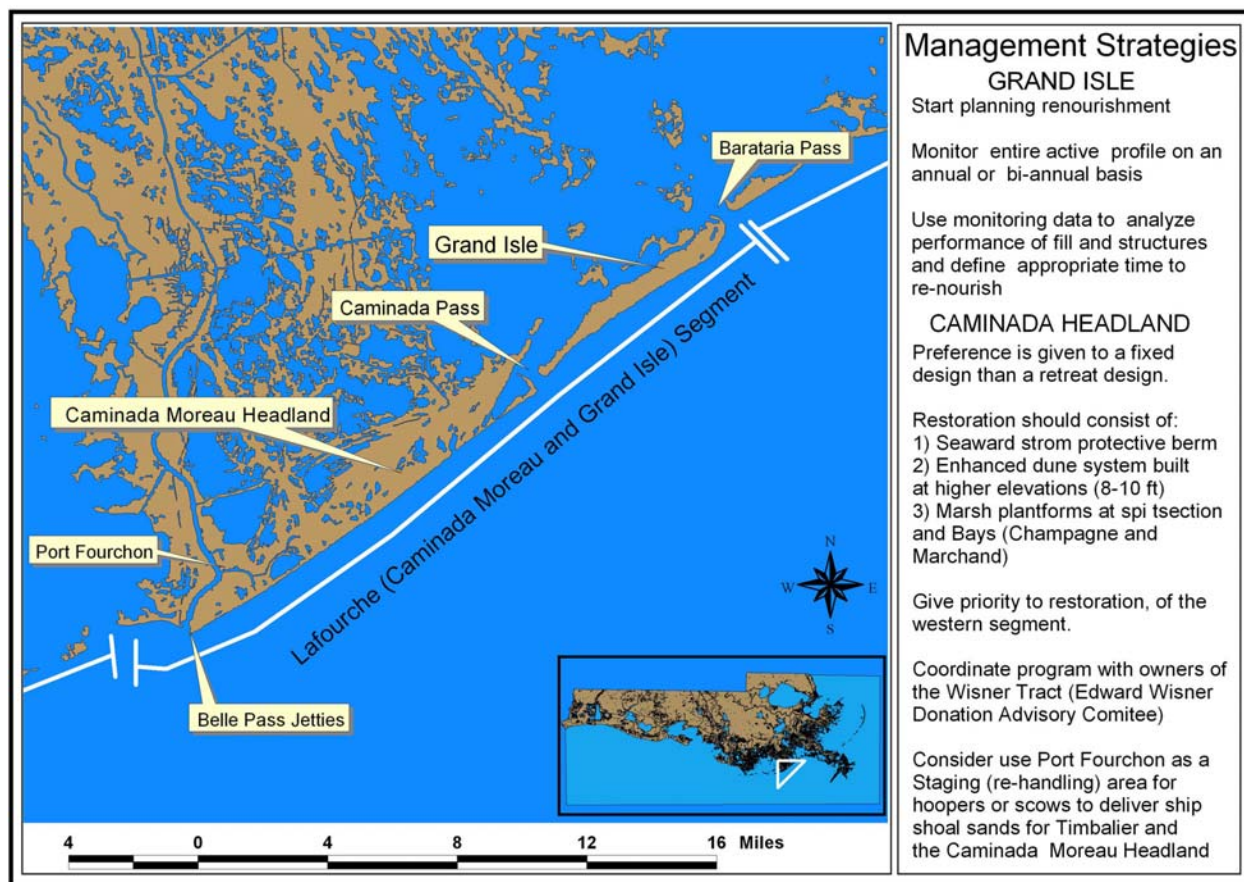 Barataria Pass
Grand Isle
Caminada Pass
Caminada Moreau Headland
Port Fourchon
Belle Pass Jetties
Lafourche (Caminada Moreau and Grand Isle) Segment
N
W E
S
4 0 4 8 12 16 Miles
Management Strategies
GRAND ISLE
Start planning renourishment
Monitor entire active profile on an
annual or bi-annual basis
Use monitoring data to analyze
performance of fill and structures
and define appropriate time to
re-nourish
CAMINADA HEADLAND
Preference is given to a fixed
design than a retreat design.
Restoration should consist of:
1) Seaward strom protective berm
2) Enhanced dune system built
at higher elevations (8-10 ft)
3) Marsh plantforms at spi tsection
and Bays (Champagne and
Marchand)
Give priority to restoration, of the
western segment.
Coordinate program with owners of
the Wisner Tract (Edward Wisner
Donation Advisory Comitee)
Consider use Port Fourchon as a
Staging (re-handling) area for
hoopers or scows to deliver ship
shoal sands for Timbalier and
the Caminada Moreau Headland